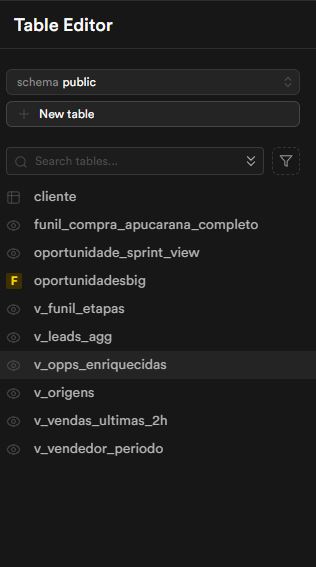 Table Editor
schema public
New table
Search tables...
cliente
funil_compra_apucarana_completo
oportunidade_sprint_view
F oportunidadesbig
v_funil_etapas
v_leads_agg
v_opps_enriquecidas
v_origens
v_vendas_ultimas_2h
v_vendedor_periodo